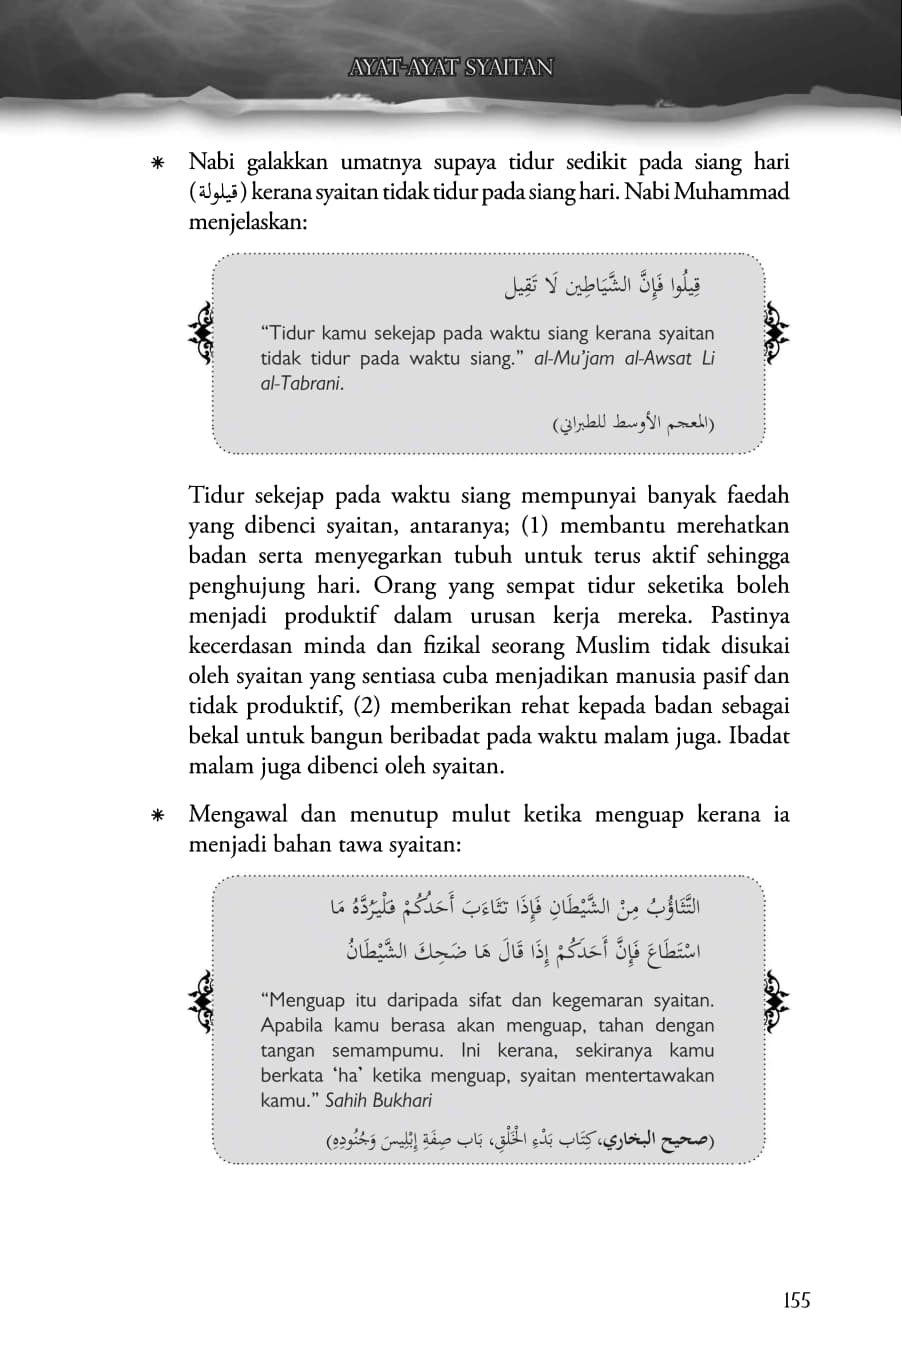 AYAT-AYAT SYAITAN
⁕ Nabi galakkan umatnya supaya tidur sedikit pada siang hari
(قيلولة) kerana syaitan tidak tidur pada siang hari. Nabi Muhammad
menjelaskan:
قِيلُوا فَإِنَّ الشَّيَاطِين لَا تَقِيل
“Tidur kamu sekejap pada waktu siang kerana syaitan
tidak tidur pada waktu siang.” al-Mu’jam al-Awsat Li
al-Tabrani.
(المعجم الأوسط للطبراني)
Tidur sekejap pada waktu siang mempunyai banyak faedah
yang dibenci syaitan, antaranya; (1) membantu merehatkan
badan serta menyegarkan tubuh untuk terus aktif sehingga
penghujung hari. Orang yang sempat tidur seketika boleh
menjadi produktif dalam urusan kerja mereka. Pastinya
kecerdasan minda dan fizikal seorang Muslim tidak disukai
oleh syaitan yang sentiasa cuba menjadikan manusia pasif dan
tidak produktif, (2) memberikan rehat kepada badan sebagai
bekal untuk bangun beribadat pada waktu malam juga. Ibadat
malam juga dibenci oleh syaitan.
⁕ Mengawal dan menutup mulut ketika menguap kerana ia
menjadi bahan tawa syaitan:
التَّثَاؤُبُ مِنْ الشَّيْطَانِ فَإِذَا تَثَاءَبَ أَحَدُكُمْ فَلْيَرُدَّهُ مَا
اسْتَطَاعَ فَإِنَّ أَحَدَكُمْ إِذَا قَالَ هَا ضَحِكَ الشَّيْطَانُ
“Menguap itu daripada sifat dan kegemaran syaitan.
Apabila kamu berasa akan menguap, tahan dengan
tangan semampumu. Ini kerana, sekiranya kamu
berkata ‘ha’ ketika menguap, syaitan mentertawakan
kamu.” Sahih Bukhari
(صحيح البخاري، كِتَاب بَدْءِ الْخَلْقِ، بَاب صِفَةِ إِبْلِيسَ وَجُنُودِهِ)
155